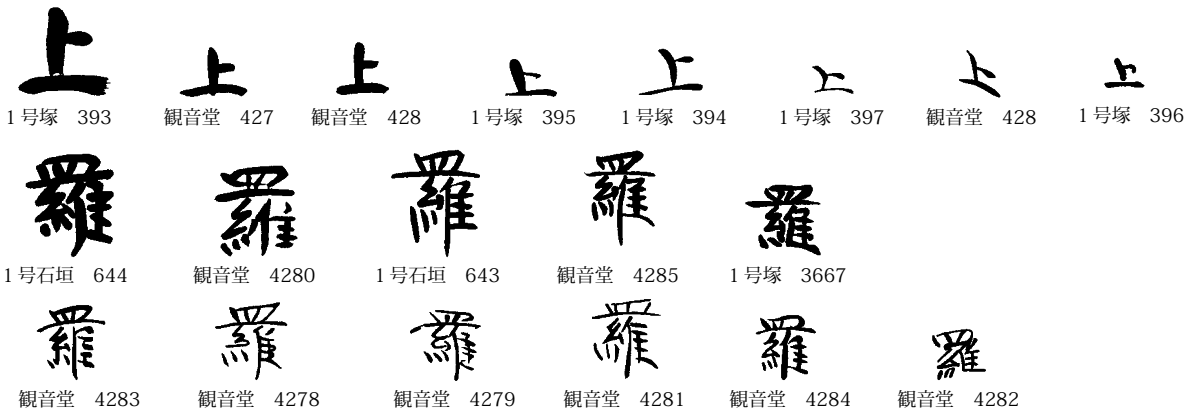 上 上 上 上 上 上 上 上
1号塚 393 観音堂 427 観音堂 428 1号塚 395 1号塚 394 1号塚 397 観音堂 428 1号塚 396
羅 羅 羅 羅 羅
1号石垣 644 観音堂 4280 1号石垣 643 観音堂 4285 1号塚 3667
羅 羅 羅 羅 羅 羅
観音堂 4283 観音堂 4278 観音堂 4279 観音堂 4281 観音堂 4284 観音堂 4282